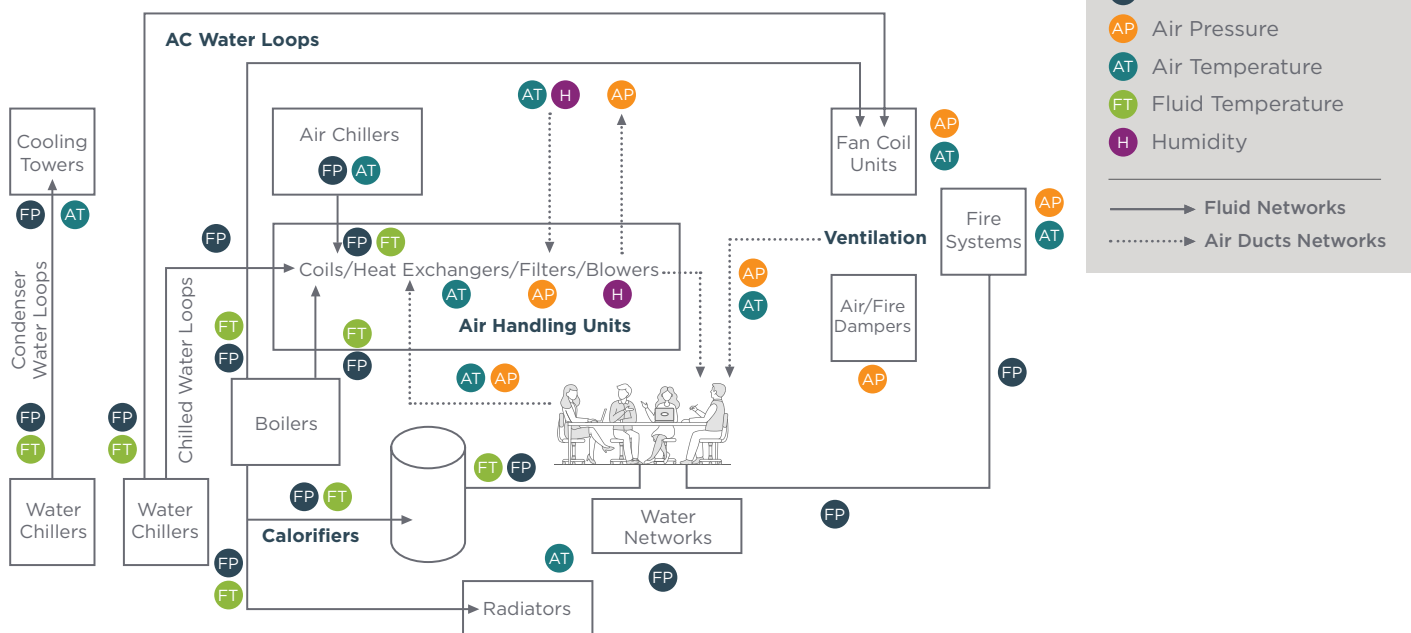 AC Water Loops
AT
H
AP
Cooling
Towers
FP
AT
Air Chillers
FP
AT
Fan Coil
Units
AP
AT
Fire
Systems
AP
AT
FP
FP
FT
Coils/Heat Exchangers/Filters/Blowers
AT
AP
H
Air Handling Units
Ventilation
AP
AT
Air/Fire
Dampers
AP
FP
Condenser
Water Loops
Chilled Water Loops
FT
FP
FT
FP
AT
AP
Boilers
FP
FT
FP
FT
FT
FP
FP
FT
Calorifiers
Water
Chillers
Water
Chillers
Water
Networks
FP
FP
FP
FT
AT
Radiators
AP
Air Pressure
AT
Air Temperature
FT
Fluid Temperature
H
Humidity
Fluid Networks
Air Ducts Networks